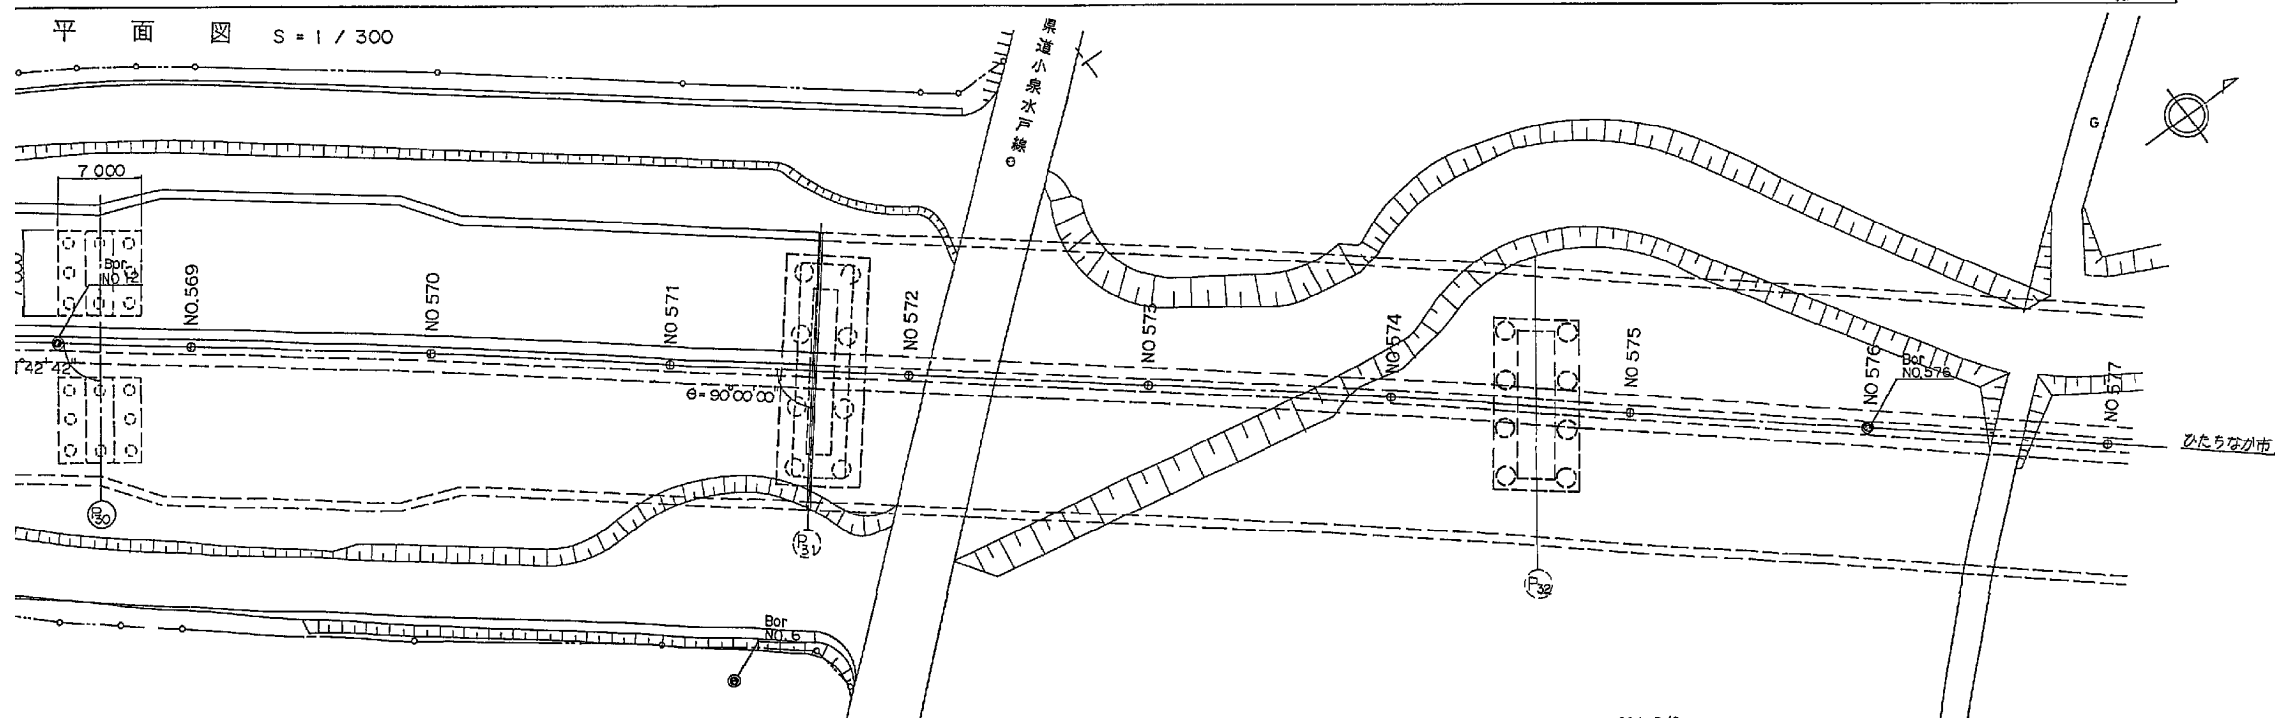 平面図 S=1/300
県道小泉水戸線
7 000
Bor
NO.12
NO.569
NO 570
NO 571
NO 572
NO 573
NO 574
NO 575
NO 576
Bor
NO.576
NO 577
G
θ=90°00'00"
P30
P31
P32
Bor
NO.6
ひたちなか市